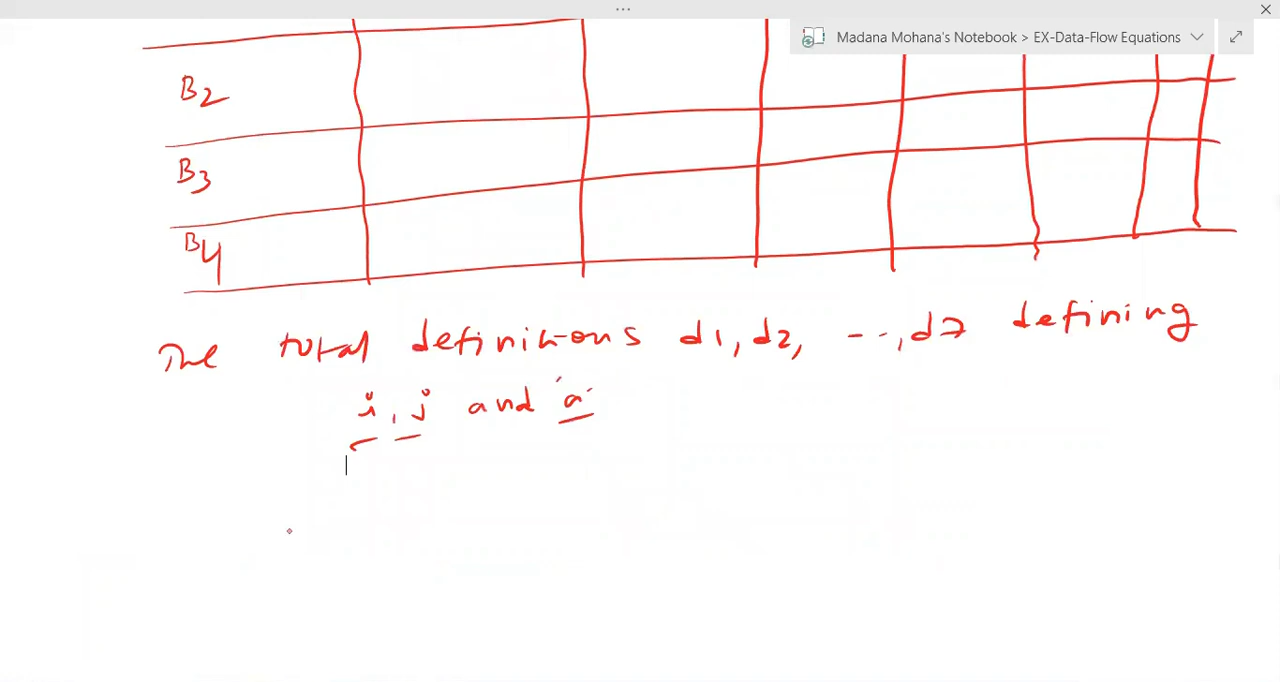 ...
Madana Mohana's Notebook > EX-Data-Flow Equations
B2
B3
B4
The total definitions d1, d2, ---, d7 defining
i, j and 'a'